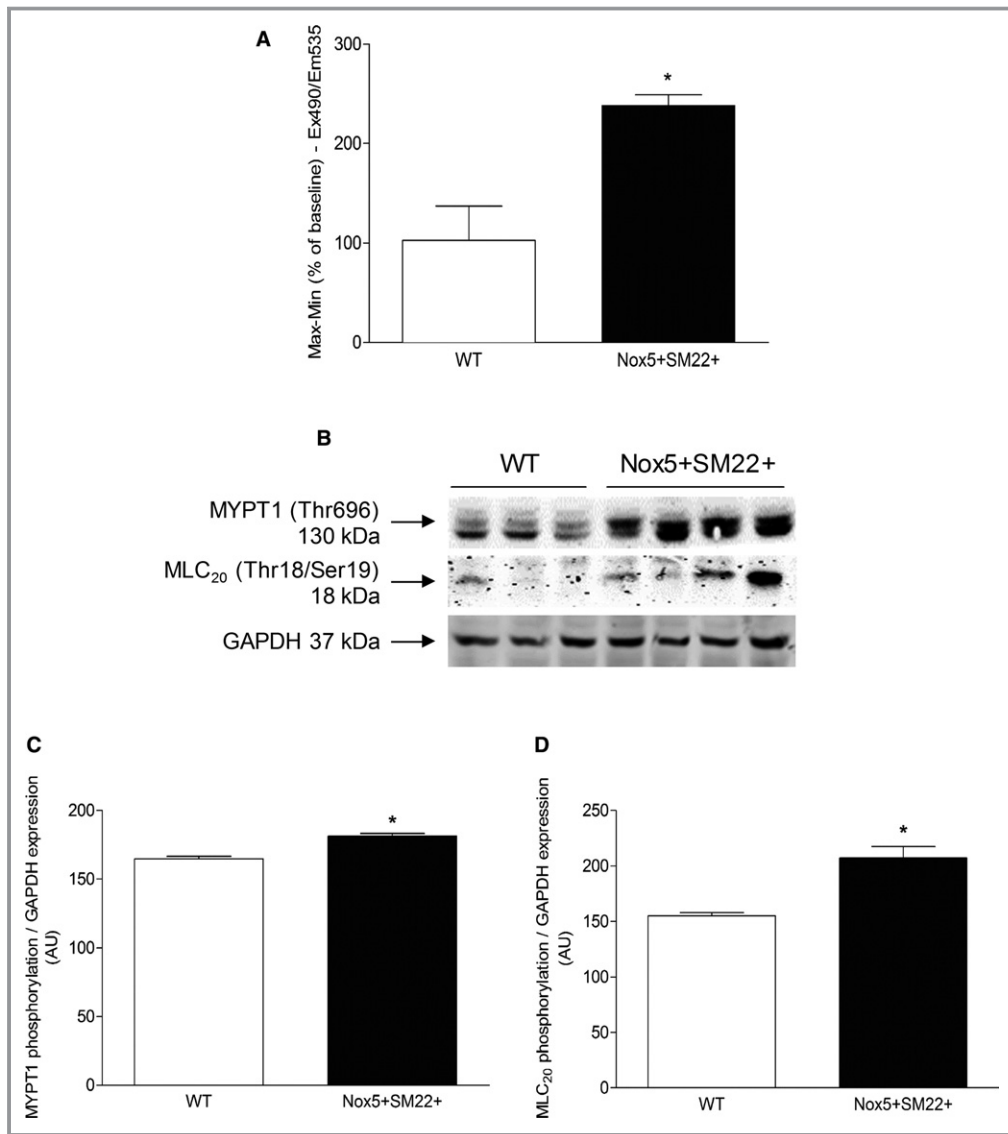 A
Max-Min (% of baseline) - Ex490/Em535
300
200
100
0
*
WT
Nox5+SM22+
B
WT
Nox5+SM22+
MYPT1 (Thr696)
130 kDa
MLC₂₀ (Thr18/Ser19)
18 kDa
GAPDH 37 kDa
C
MYPT1 phosphorylation / GAPDH expression
(AU)
200
150
100
50
0
*
WT
Nox5+SM22+
D
MLC₂₀ phosphorylation / GAPDH expression
(AU)
250
200
150
100
50
0
*
WT
Nox5+SM22+